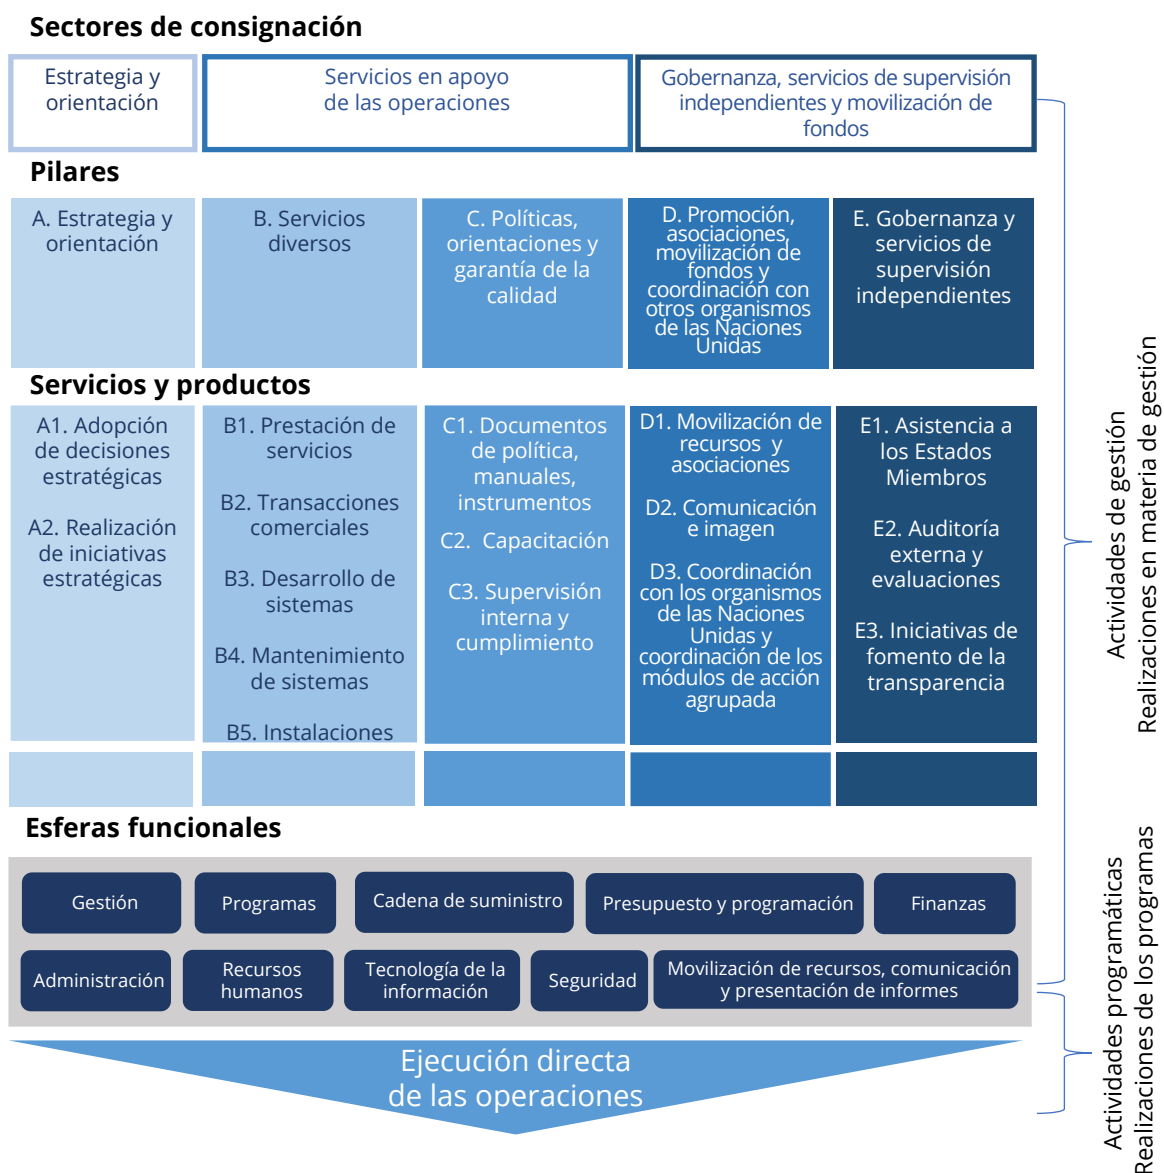 Sectores de consignación
Estrategia y
orientación
Servicios en apoyo
de las operaciones
Gobernanza, servicios de supervisión
independientes y movilización de
fondos
Pilares
A. Estrategia y
orientación
B. Servicios
diversos
C. Políticas,
orientaciones y
garantía de la
calidad
D. Promoción,
asociaciones,
movilización de
fondos y
coordinación con
otros organismos
de las Naciones
Unidas
E. Gobernanza y
servicios de
supervisión
independientes
Servicios y productos
A1. Adopción
de decisiones
estratégicas
A2. Realización
de iniciativas
estratégicas
B1. Prestación de
servicios
B2. Transacciones
comerciales
B3. Desarrollo de
sistemas
B4. Mantenimiento
de sistemas
B5. Instalaciones
C1. Documentos
de política,
manuales,
instrumentos
C2. Capacitación
C3. Supervisión
interna y
cumplimiento
D1. Movilización de
recursos y
asociaciones
D2. Comunicación
e imagen
D3. Coordinación
con los organismos
de las Naciones
Unidas y
coordinación de los
módulos de acción
agrupada
E1. Asistencia a
los Estados
Miembros
E2. Auditoría
externa y
evaluaciones
E3. Iniciativas de
fomento de la
transparencia
Actividades de gestión
Realizaciones en materia de gestión
Esferas funcionales
Gestión
Programas
Cadena de suministro
Presupuesto y programación
Finanzas
Administración
Recursos
humanos
Tecnología de la
información
Seguridad
Movilización de recursos, comunicación
y presentación de informes
Ejecución directa
de las operaciones
Actividades programáticas
Realizaciones de los programas